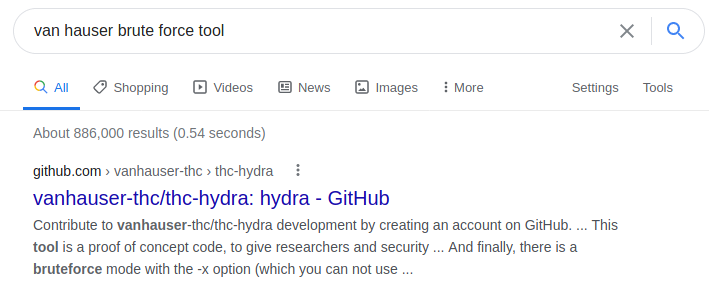 van hauser brute force tool
All Shopping Videos News Images More Settings Tools
About 886,000 results (0.54 seconds)
github.com › vanhauser-thc › thc-hydra
vanhauser-thc/thc-hydra: hydra - GitHub
Contribute to vanhauser-thc/thc-hydra development by creating an account on GitHub. ... This
tool is a proof of concept code, to give researchers and security ... And finally, there is a
bruteforce mode with the -x option (which you can not use ...